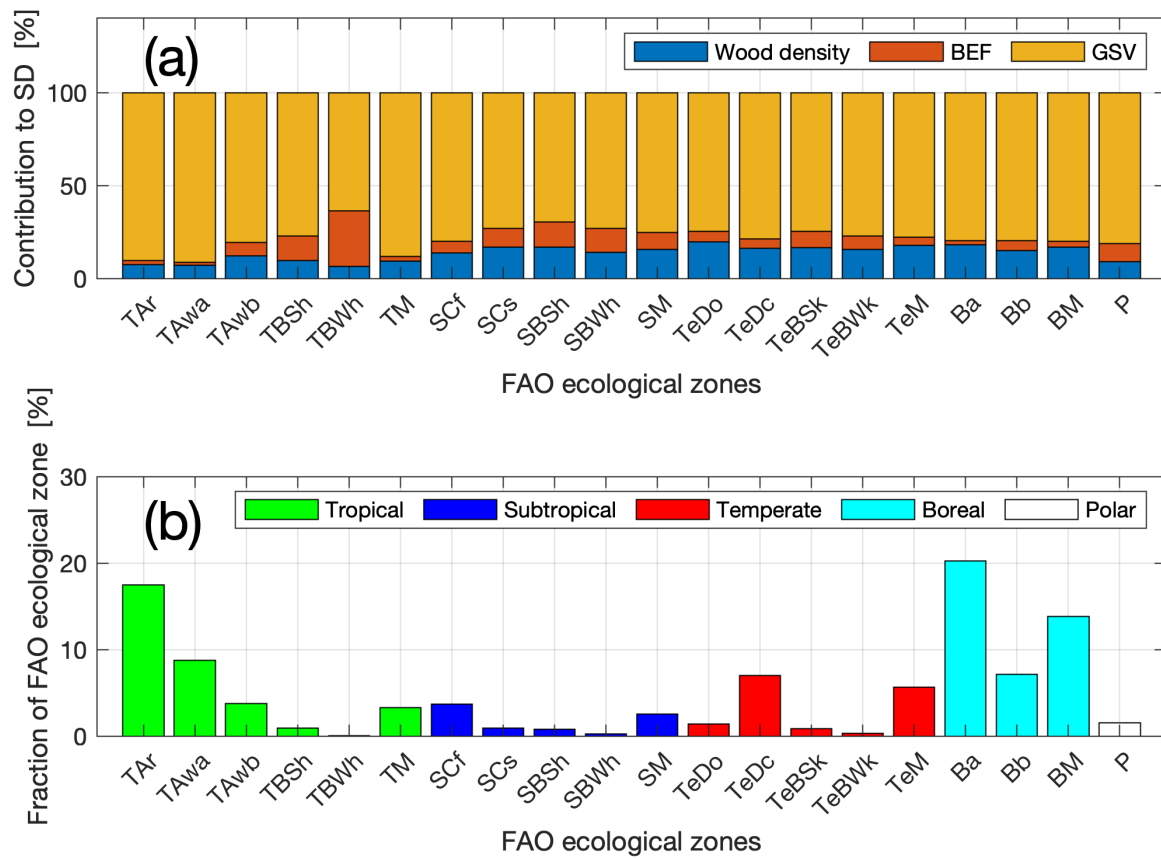 (a)
Wood density BEF GSV
Contribution to SD [%]
100
50
0
TAr TAwa TAwb TBSh TBWh TM SCf SCs SBSh SBWh SM TeDo TeDc TeBSk TeBWk TeM Ba Bb BM P
FAO ecological zones
(b)
Tropical Subtropical Temperate Boreal Polar
Fraction of FAO ecological zone [%]
30
20
10
0
TAr TAwa TAwb TBSh TBWh TM SCf SCs SBSh SBWh SM TeDo TeDc TeBSk TeBWk TeM Ba Bb BM P
FAO ecological zones